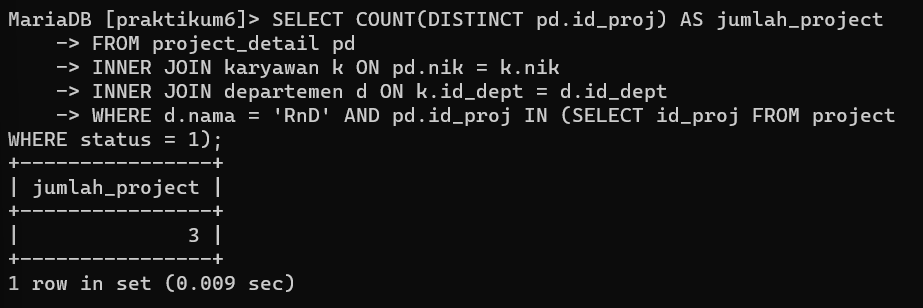 MariaDB [praktikum6]> SELECT COUNT(DISTINCT pd.id_proj) AS jumlah_project
    -> FROM project_detail pd
    -> INNER JOIN karyawan k ON pd.nik = k.nik
    -> INNER JOIN departemen d ON k.id_dept = d.id_dept
    -> WHERE d.nama = 'RnD' AND pd.id_proj IN (SELECT id_proj FROM project
WHERE status = 1);
+----------------+
| jumlah_project |
+----------------+
|              3 |
+----------------+
1 row in set (0.009 sec)